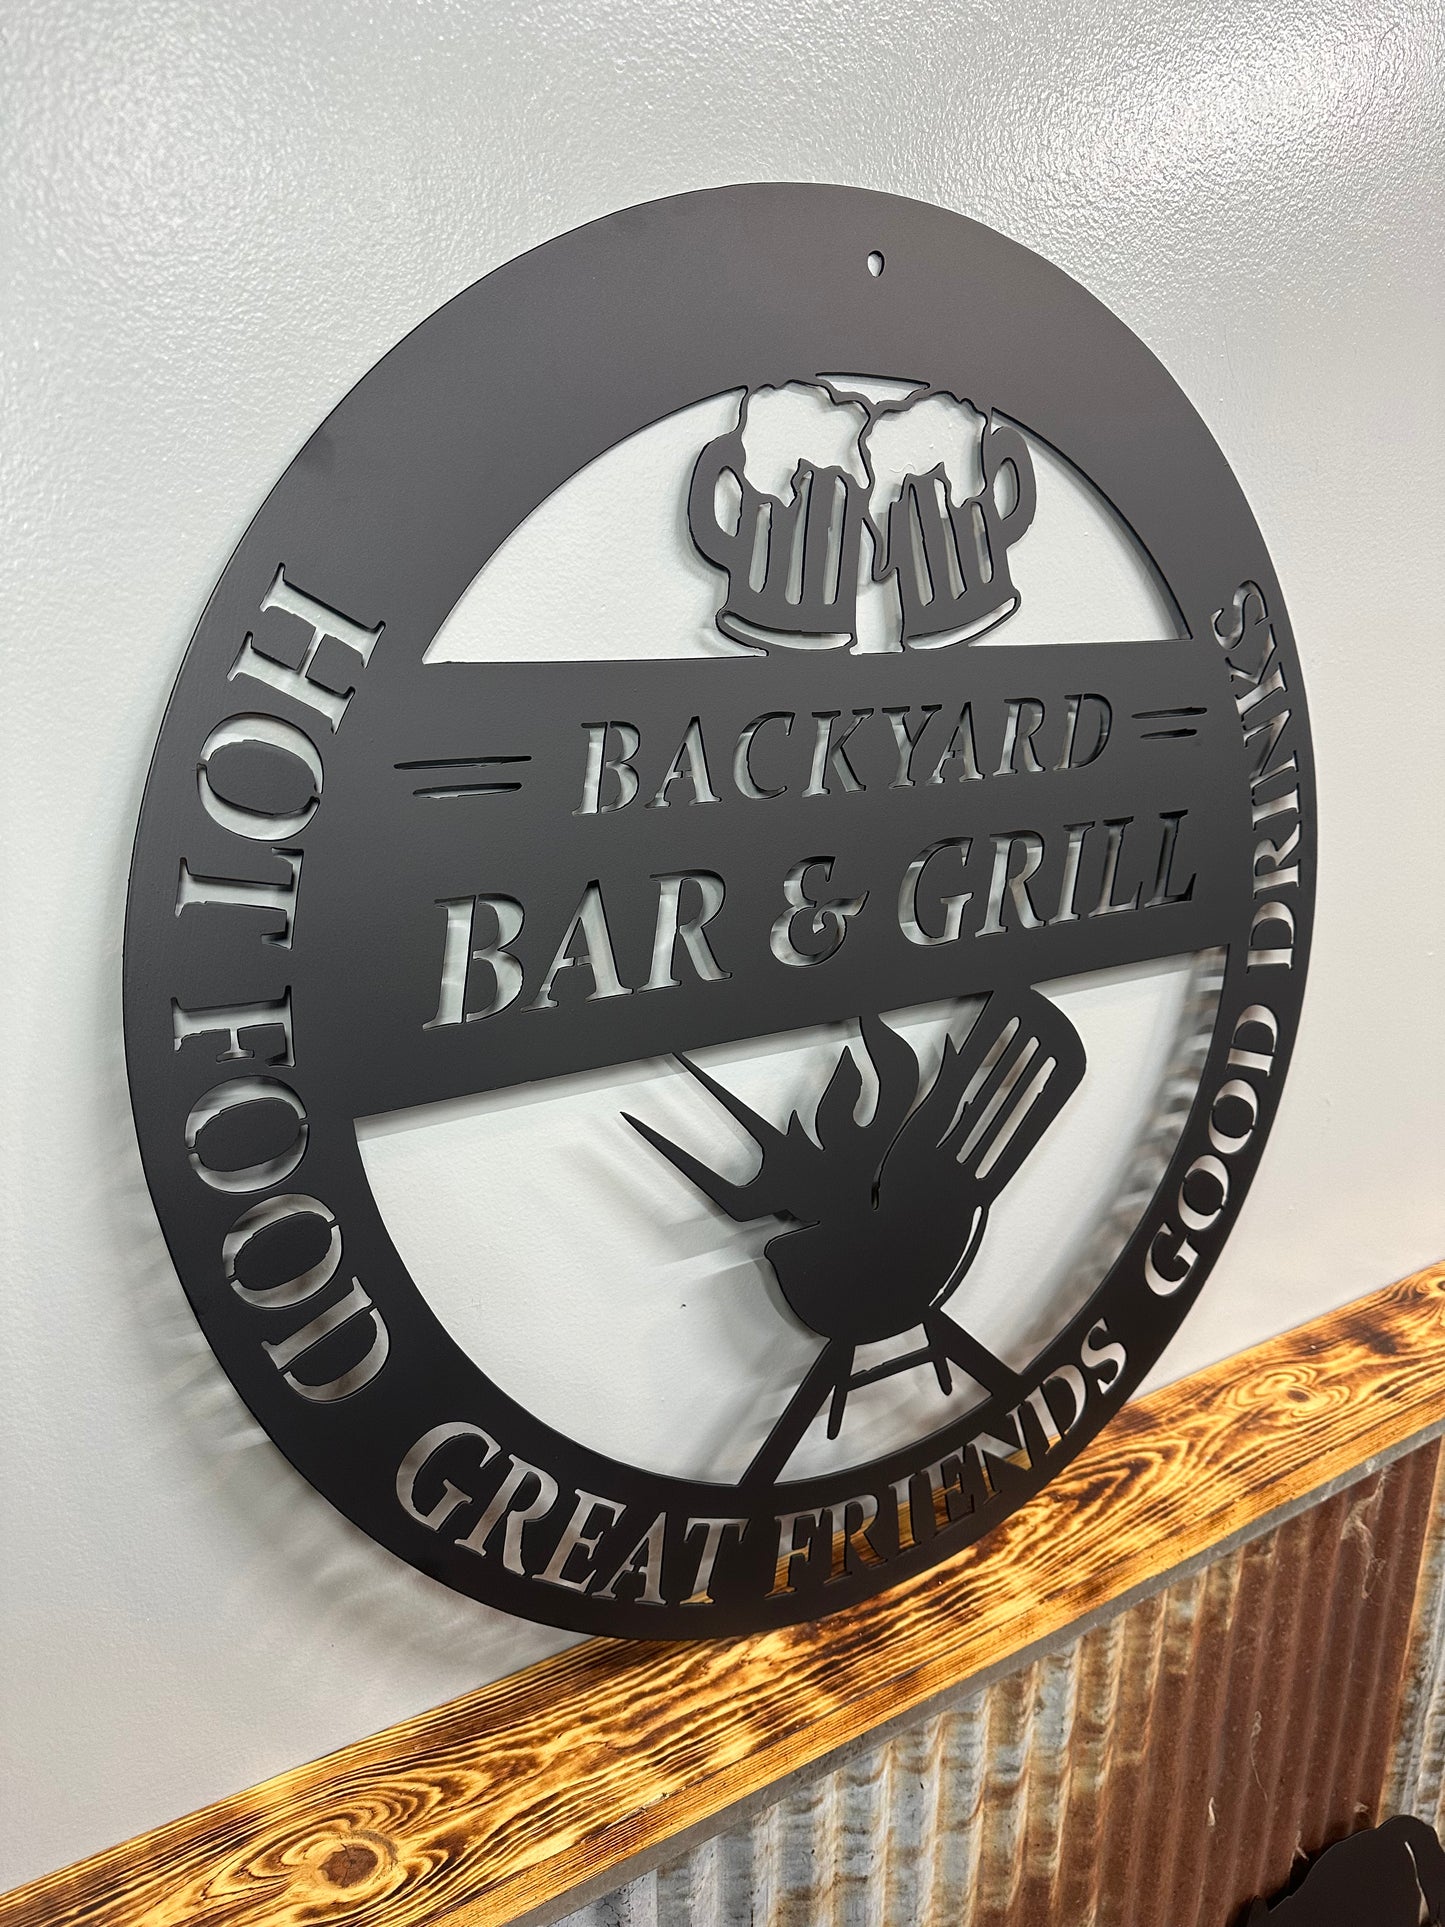 BACKYARD
BAR & GRILL
HOT FOOD GREAT FRIENDS GOOD DRINKS